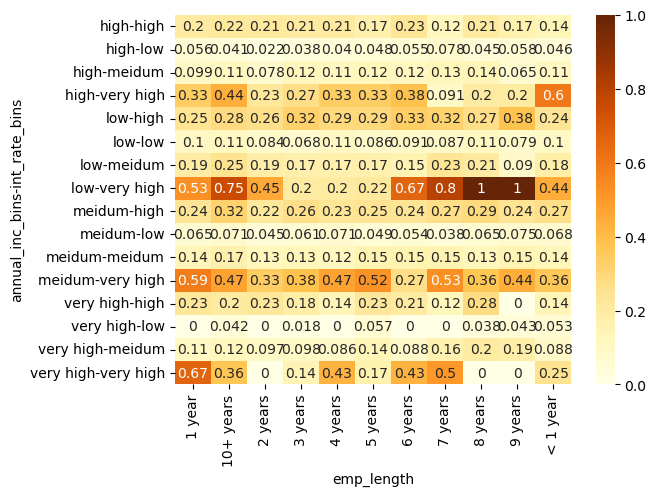 annual_inc_bins-int_rate_bins
high-high 0.2 0.22 0.21 0.21 0.21 0.17 0.23 0.12 0.21 0.17 0.14
high-low 0.056 0.041 0.022 0.038 0.04 0.048 0.055 0.078 0.045 0.058 0.046
high-meidum 0.099 0.11 0.078 0.12 0.11 0.12 0.12 0.13 0.14 0.065 0.11
high-very high 0.33 0.44 0.23 0.27 0.33 0.33 0.38 0.091 0.2 0.2 0.6
low-high 0.25 0.28 0.26 0.32 0.29 0.29 0.33 0.32 0.27 0.38 0.24
low-low 0.1 0.11 0.084 0.068 0.11 0.086 0.091 0.087 0.11 0.079 0.1
low-meidum 0.19 0.25 0.19 0.17 0.17 0.17 0.15 0.23 0.21 0.09 0.18
low-very high 0.53 0.75 0.45 0.2 0.2 0.22 0.67 0.8 1 1 0.44
meidum-high 0.24 0.32 0.22 0.26 0.23 0.25 0.24 0.27 0.29 0.24 0.27
meidum-low 0.065 0.071 0.045 0.061 0.071 0.049 0.054 0.038 0.065 0.075 0.068
meidum-meidum 0.14 0.17 0.13 0.13 0.12 0.15 0.15 0.15 0.13 0.15 0.14
meidum-very high 0.59 0.47 0.33 0.38 0.47 0.52 0.27 0.53 0.36 0.44 0.36
very high-high 0.23 0.2 0.23 0.18 0.14 0.23 0.21 0.12 0.28 0 0.14
very high-low 0 0.042 0 0.018 0 0.057 0 0 0.038 0.043 0.053
very high-meidum 0.11 0.12 0.097 0.098 0.086 0.14 0.088 0.16 0.2 0.19 0.088
very high-very high 0.67 0.36 0 0.14 0.43 0.17 0.43 0.5 0 0 0.25
1 year 10+ years 2 years 3 years 4 years 5 years 6 years 7 years 8 years 9 years < 1 year
emp_length
1.0
0.8
0.6
0.4
0.2
0.0